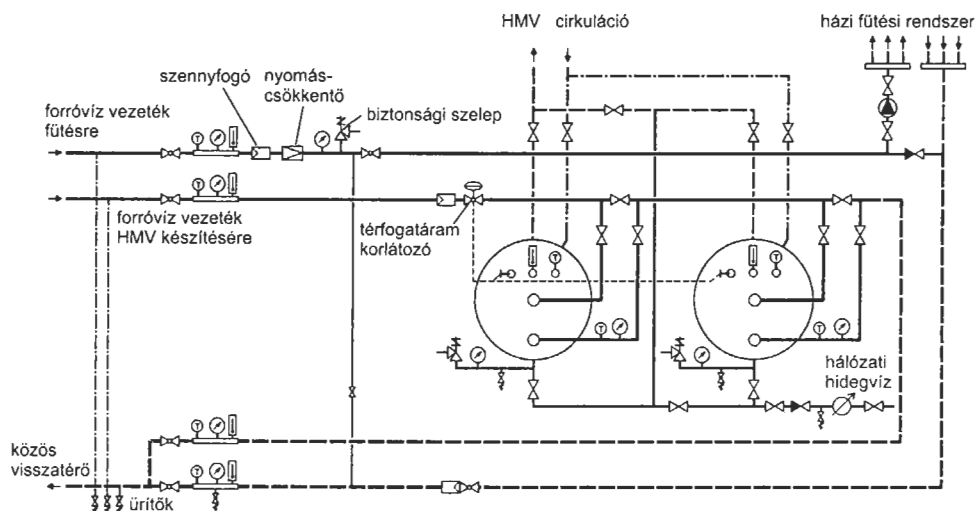 HMV cirkuláció
házi fűtési rendszer
szennyfogó
nyomás-
csökkentő
biztonsági szelep
forróvíz vezeték
fűtésre
forróvíz vezeték
HMV készítésére
térfogatáram
korlátozó
T
T
T
T
T
T
hálózati
hidegvíz
T
közös
visszatérő
T
ürítők